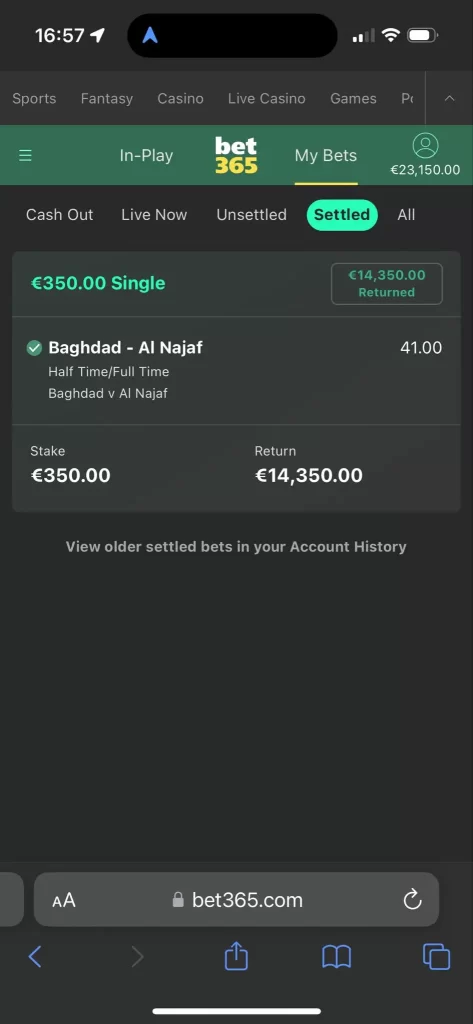 16:57
Sports Fantasy Casino Live Casino Games
In-Play bet365 My Bets €23,150.00
Cash Out Live Now Unsettled Settled All
€350.00 Single €14,350.00 Returned
Baghdad - Al Najaf 41.00
Half Time/Full Time
Baghdad v Al Najaf
Stake Return
€350.00 €14,350.00
View older settled bets in your Account History
AA bet365.com